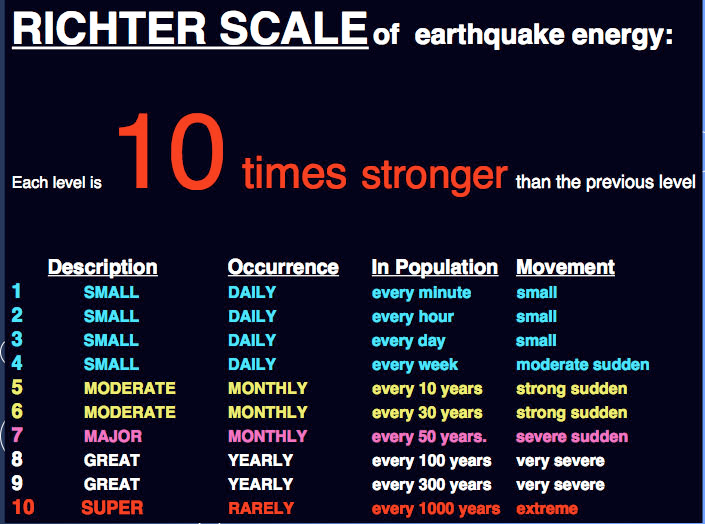 RICHTER SCALE of earthquake energy:
Each level is 10 times stronger than the previous level
Description Occurrence In Population Movement
1 SMALL DAILY every minute small
2 SMALL DAILY every hour small
3 SMALL DAILY every day small
4 SMALL DAILY every week moderate sudden
5 MODERATE MONTHLY every 10 years strong sudden
6 MODERATE MONTHLY every 30 years strong sudden
7 MAJOR MONTHLY every 50 years. severe sudden
8 GREAT YEARLY every 100 years very severe
9 GREAT YEARLY every 300 years very severe
10 SUPER RARELY every 1000 years extreme